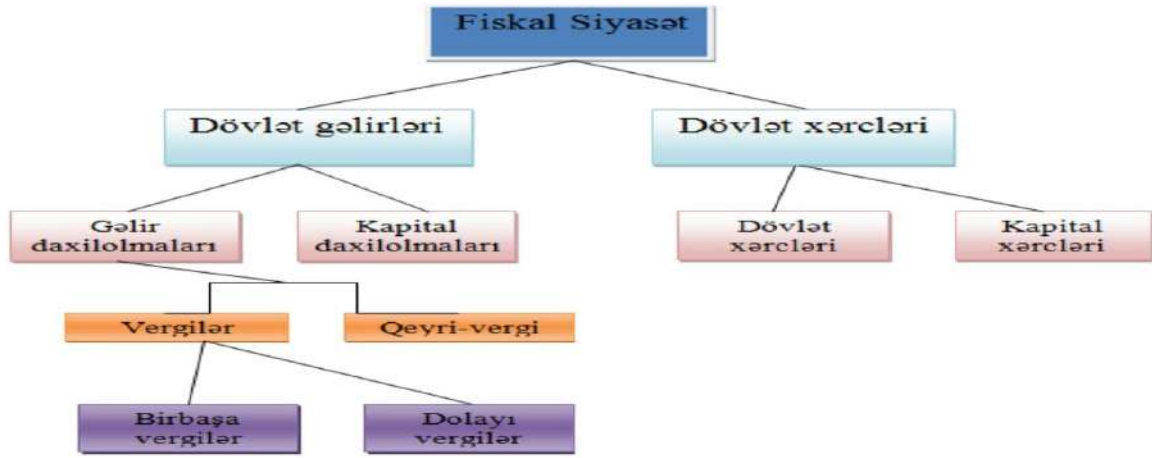 Fiskal Siyasət
Dövlət gəlirləri
Dövlət xərcləri
Gəlir
daxilolmaları
Kapital
daxilolmaları
Dövlət
xərcləri
Kapital
xərcləri
Vergilər
Qeyri-vergi
Birbaşa
vergilər
Dolayı
vergilər